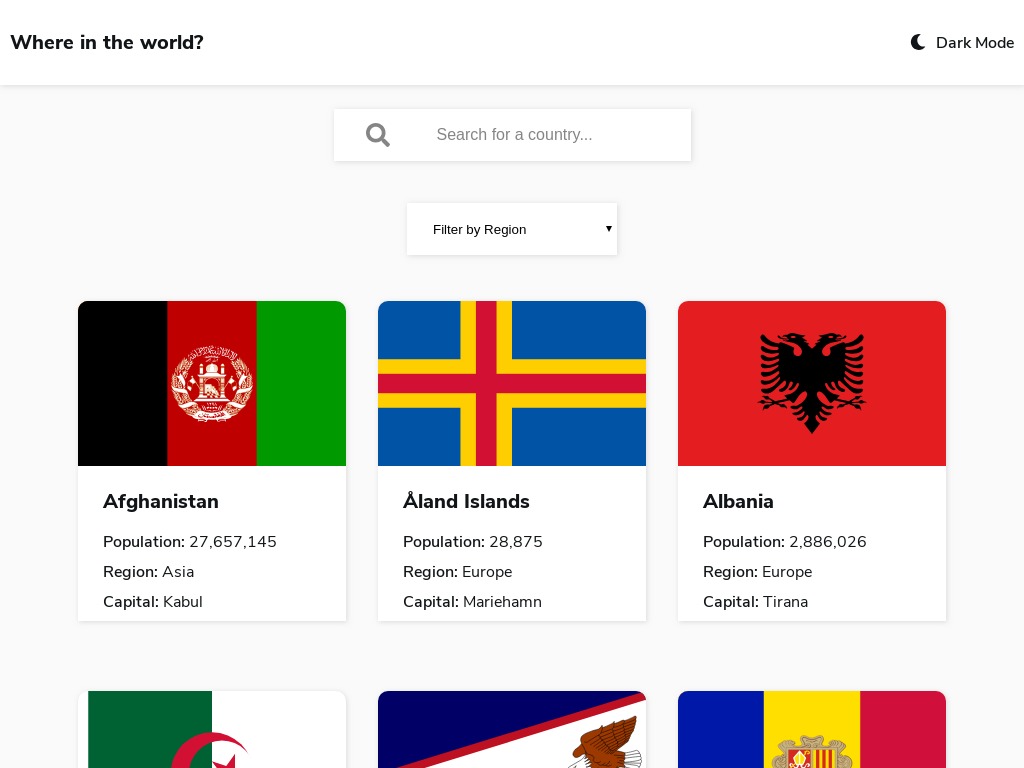 Where in the world?
Dark Mode
Search for a country...
Filter by Region
Afghanistan
Population: 27,657,145
Region: Asia
Capital: Kabul
Åland Islands
Population: 28,875
Region: Europe
Capital: Mariehamn
Albania
Population: 2,886,026
Region: Europe
Capital: Tirana